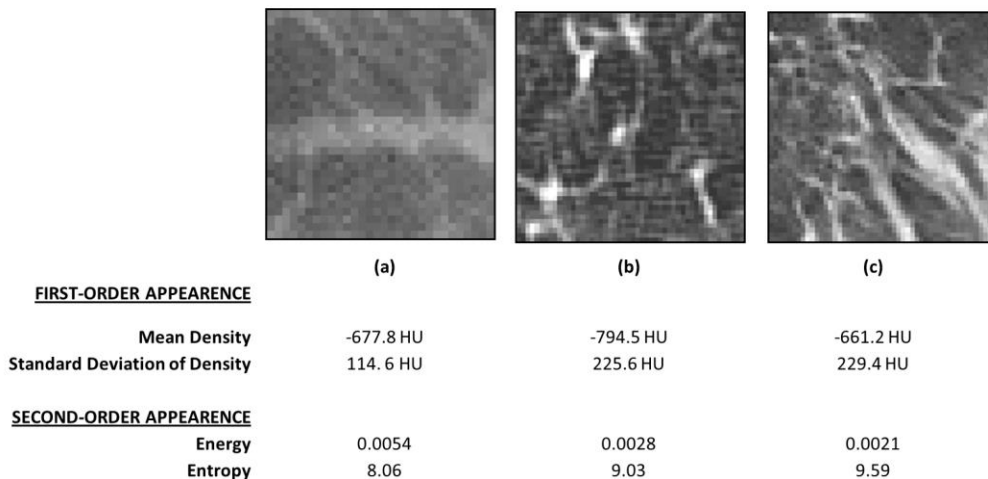 (a) (b) (c)
FIRST-ORDER APPEARENCE
Mean Density -677.8 HU -794.5 HU -661.2 HU
Standard Deviation of Density 114. 6 HU 225.6 HU 229.4 HU
SECOND-ORDER APPEARENCE
Energy 0.0054 0.0028 0.0021
Entropy 8.06 9.03 9.59